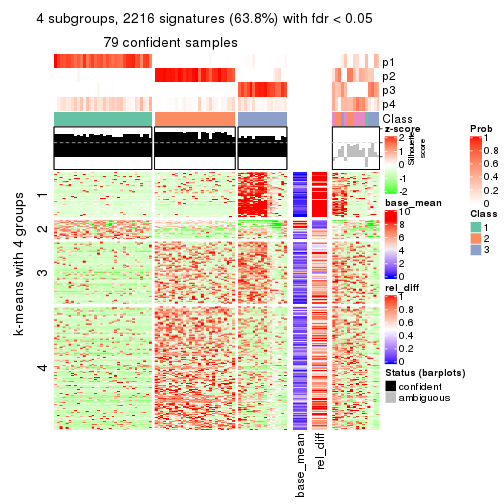 4 subgroups, 2216 signatures (63.8%) with fdr < 0.05
79 confident samples
p1
p2
p3
p4
Class
Silhouette
score
k-means with 4 groups
1
2
3
4
base_mean
rel_diff
z-score
2
1
0
-1
-2
base_mean
10
8
6
4
2
0
rel_diff
1
0.8
0.6
0.4
0.2
0
Status (barplots)
confident
ambiguous
Prob
1
0.8
0.6
0.4
0.2
0
Class
1
2
3